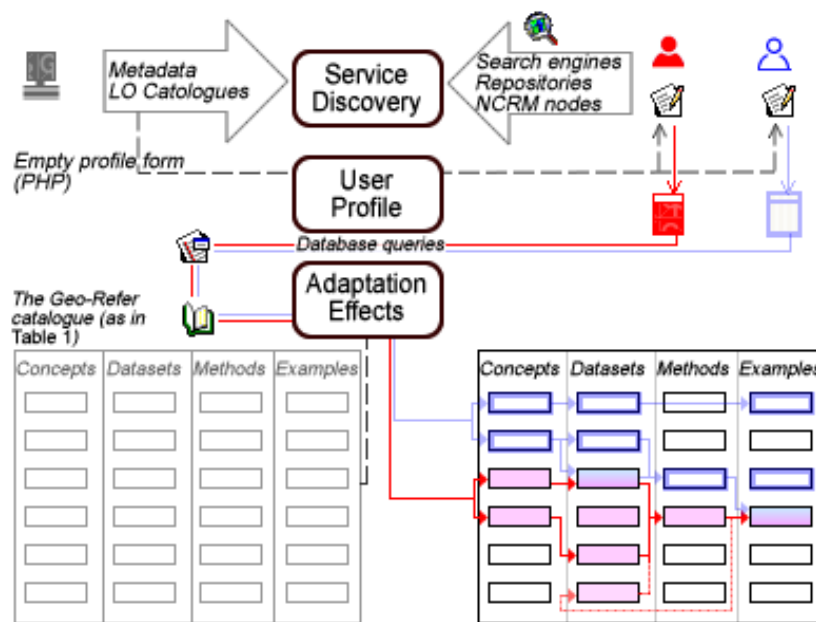 Metadata
LO Catologues
Service
Discovery
Search engines
Repositories
NCRM nodes
Empty profile form
(PHP)
User
Profile
Database queries
Adaptation
Effects
The Geo-Refer
catalogue (as in
Table 1)
Concepts Datasets Methods Examples
Concepts Datasets Methods Examples